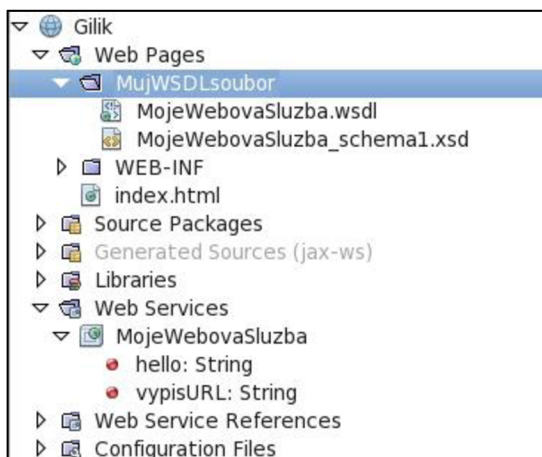 Gilik
Web Pages
MujWSDLsoubor
MojeWebovaSluzba.wsdl
MojeWebovaSluzba_schema1.xsd
WEB-INF
index.html
Source Packages
Generated Sources (jax-ws)
Libraries
Web Services
MojeWebovaSluzba
hello: String
vypisURL: String
Web Service References
Configuration Files